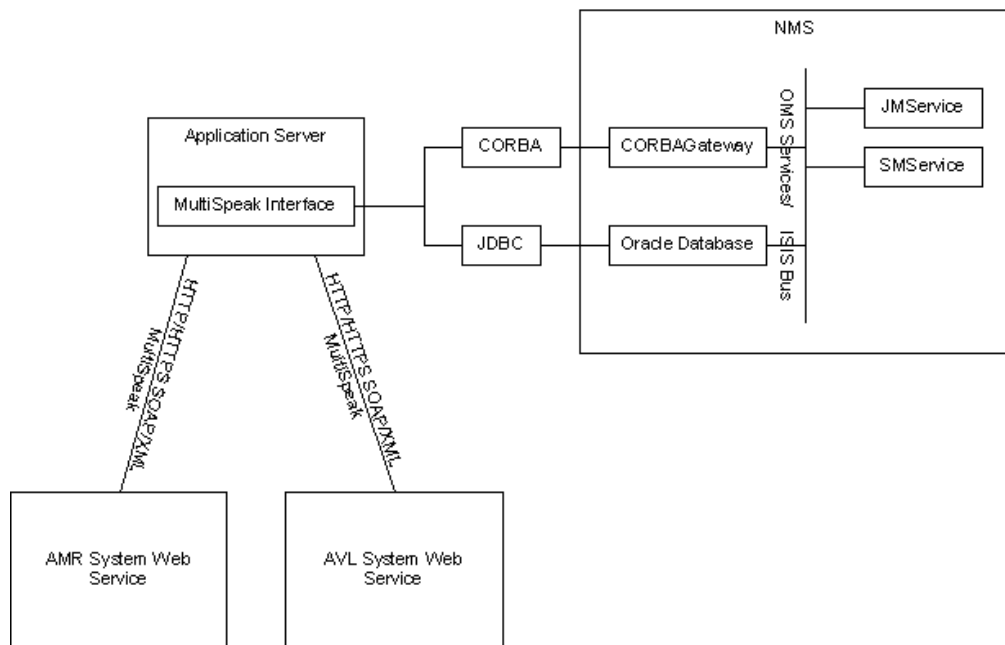 NMS
Application Server
MultiSpeak Interface
CORBA
CORBAGateway
JDBC
Oracle Database
OMS Services/
ISIS Bus
JMService
SMService
HTTP/HTTPS SOAP/XML
MultiSpeak
HTTP/HTTPS SOAP/XML
MultiSpeak
AMR System Web
Service
AVL System Web
Service